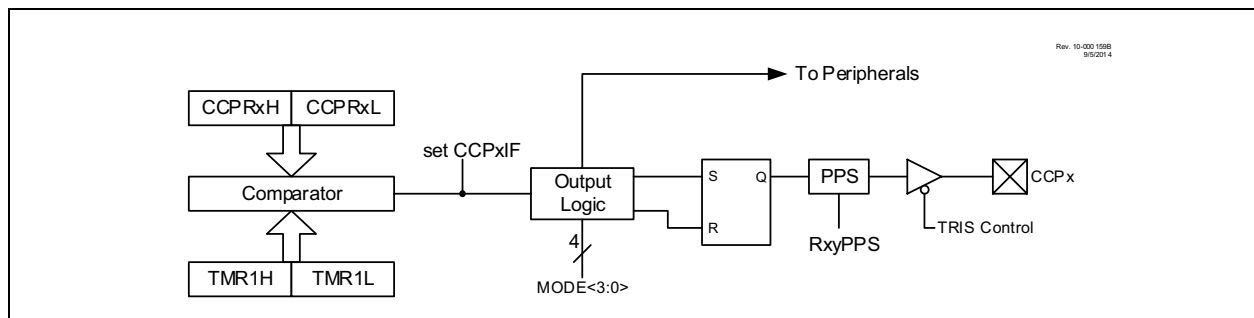 Rev. 10-000 159B
9/5/2014
To Peripherals
CCPRxH CCPRxL
set CCPxIF
Comparator
Output
Logic
S Q
R
PPS
CCPx
TRIS Control
RxyPPS
4
TMR1H TMR1L
MODE<3:0>